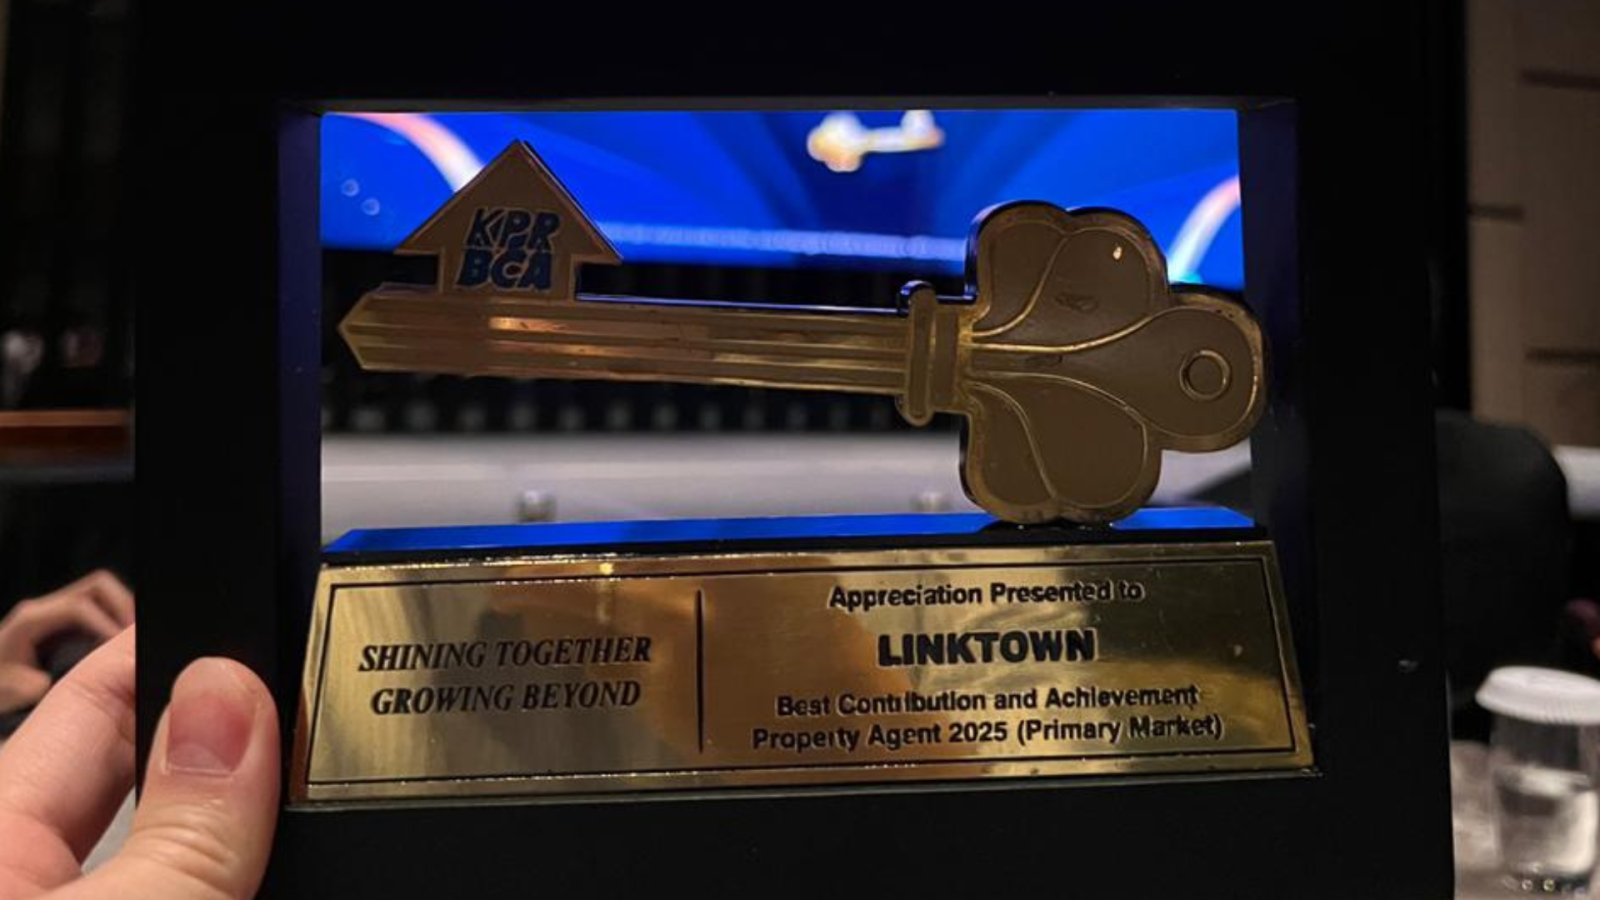 KPR
BCA
SHINING TOGETHER
GROWING BEYOND
Appreciation Presented to
LINKTOWN
Best Contribution and Achievement
Property Agent 2025 (Primary Market)